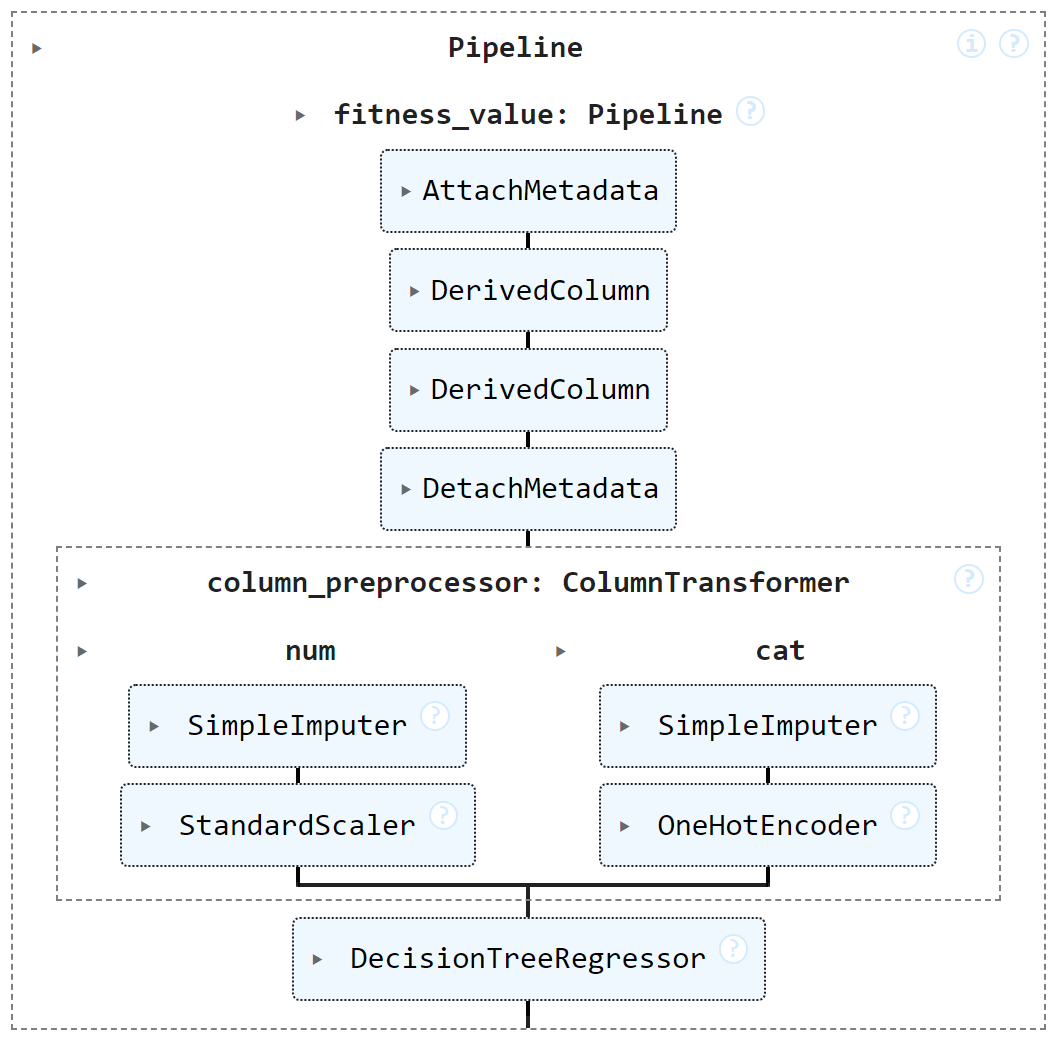 Pipeline
fitness_value: Pipeline
AttachMetadata
DerivedColumn
DerivedColumn
DetachMetadata
column_preprocessor: ColumnTransformer
num
cat
SimpleImputer
SimpleImputer
StandardScaler
OneHotEncoder
DecisionTreeRegressor